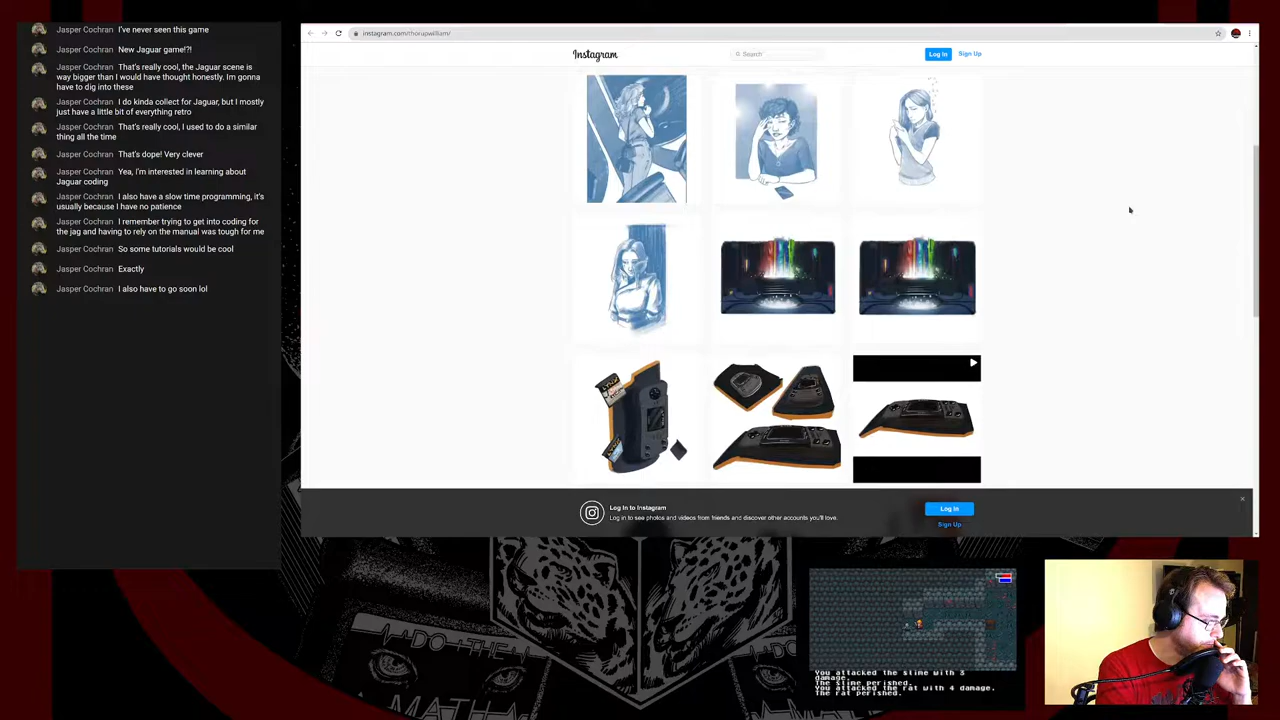 Jasper Cochran I've never seen this game
Jasper Cochran New Jaguar game!?!
Jasper Cochran That's really cool, the Jaguar scene is
way bigger than I would have thought honestly. Im gonna
have to dig into these
Jasper Cochran I do kinda collect for Jaguar, but I mostly
just have a little bit of everything retro
Jasper Cochran That's really cool, I used to do a similar
thing all the time
Jasper Cochran That's dope! Very clever
Jasper Cochran Yea, i'm interested in learning about
Jaguar coding
Jasper Cochran I also have a slow time programming, it's
usually because I have no patience
Jasper Cochran I remember trying to get into coding for
the jag and having to rely on the manual was tough for me
Jasper Cochran So some tutorials would be cool
Jasper Cochran Exactly
Jasper Cochran I also have to go soon lol
instagram.com/thorupwilliam/
Instagram
Search
Log In
Sign Up
LYNX
Log In to Instagram
Log in to see photos and videos from friends and discover other accounts you'll love.
Log In
Sign Up
I DO THE
MATH
You attacked the slime with 3
damage.
The slime perished.
You attacked the rat with 4 damage.
The rat perished.